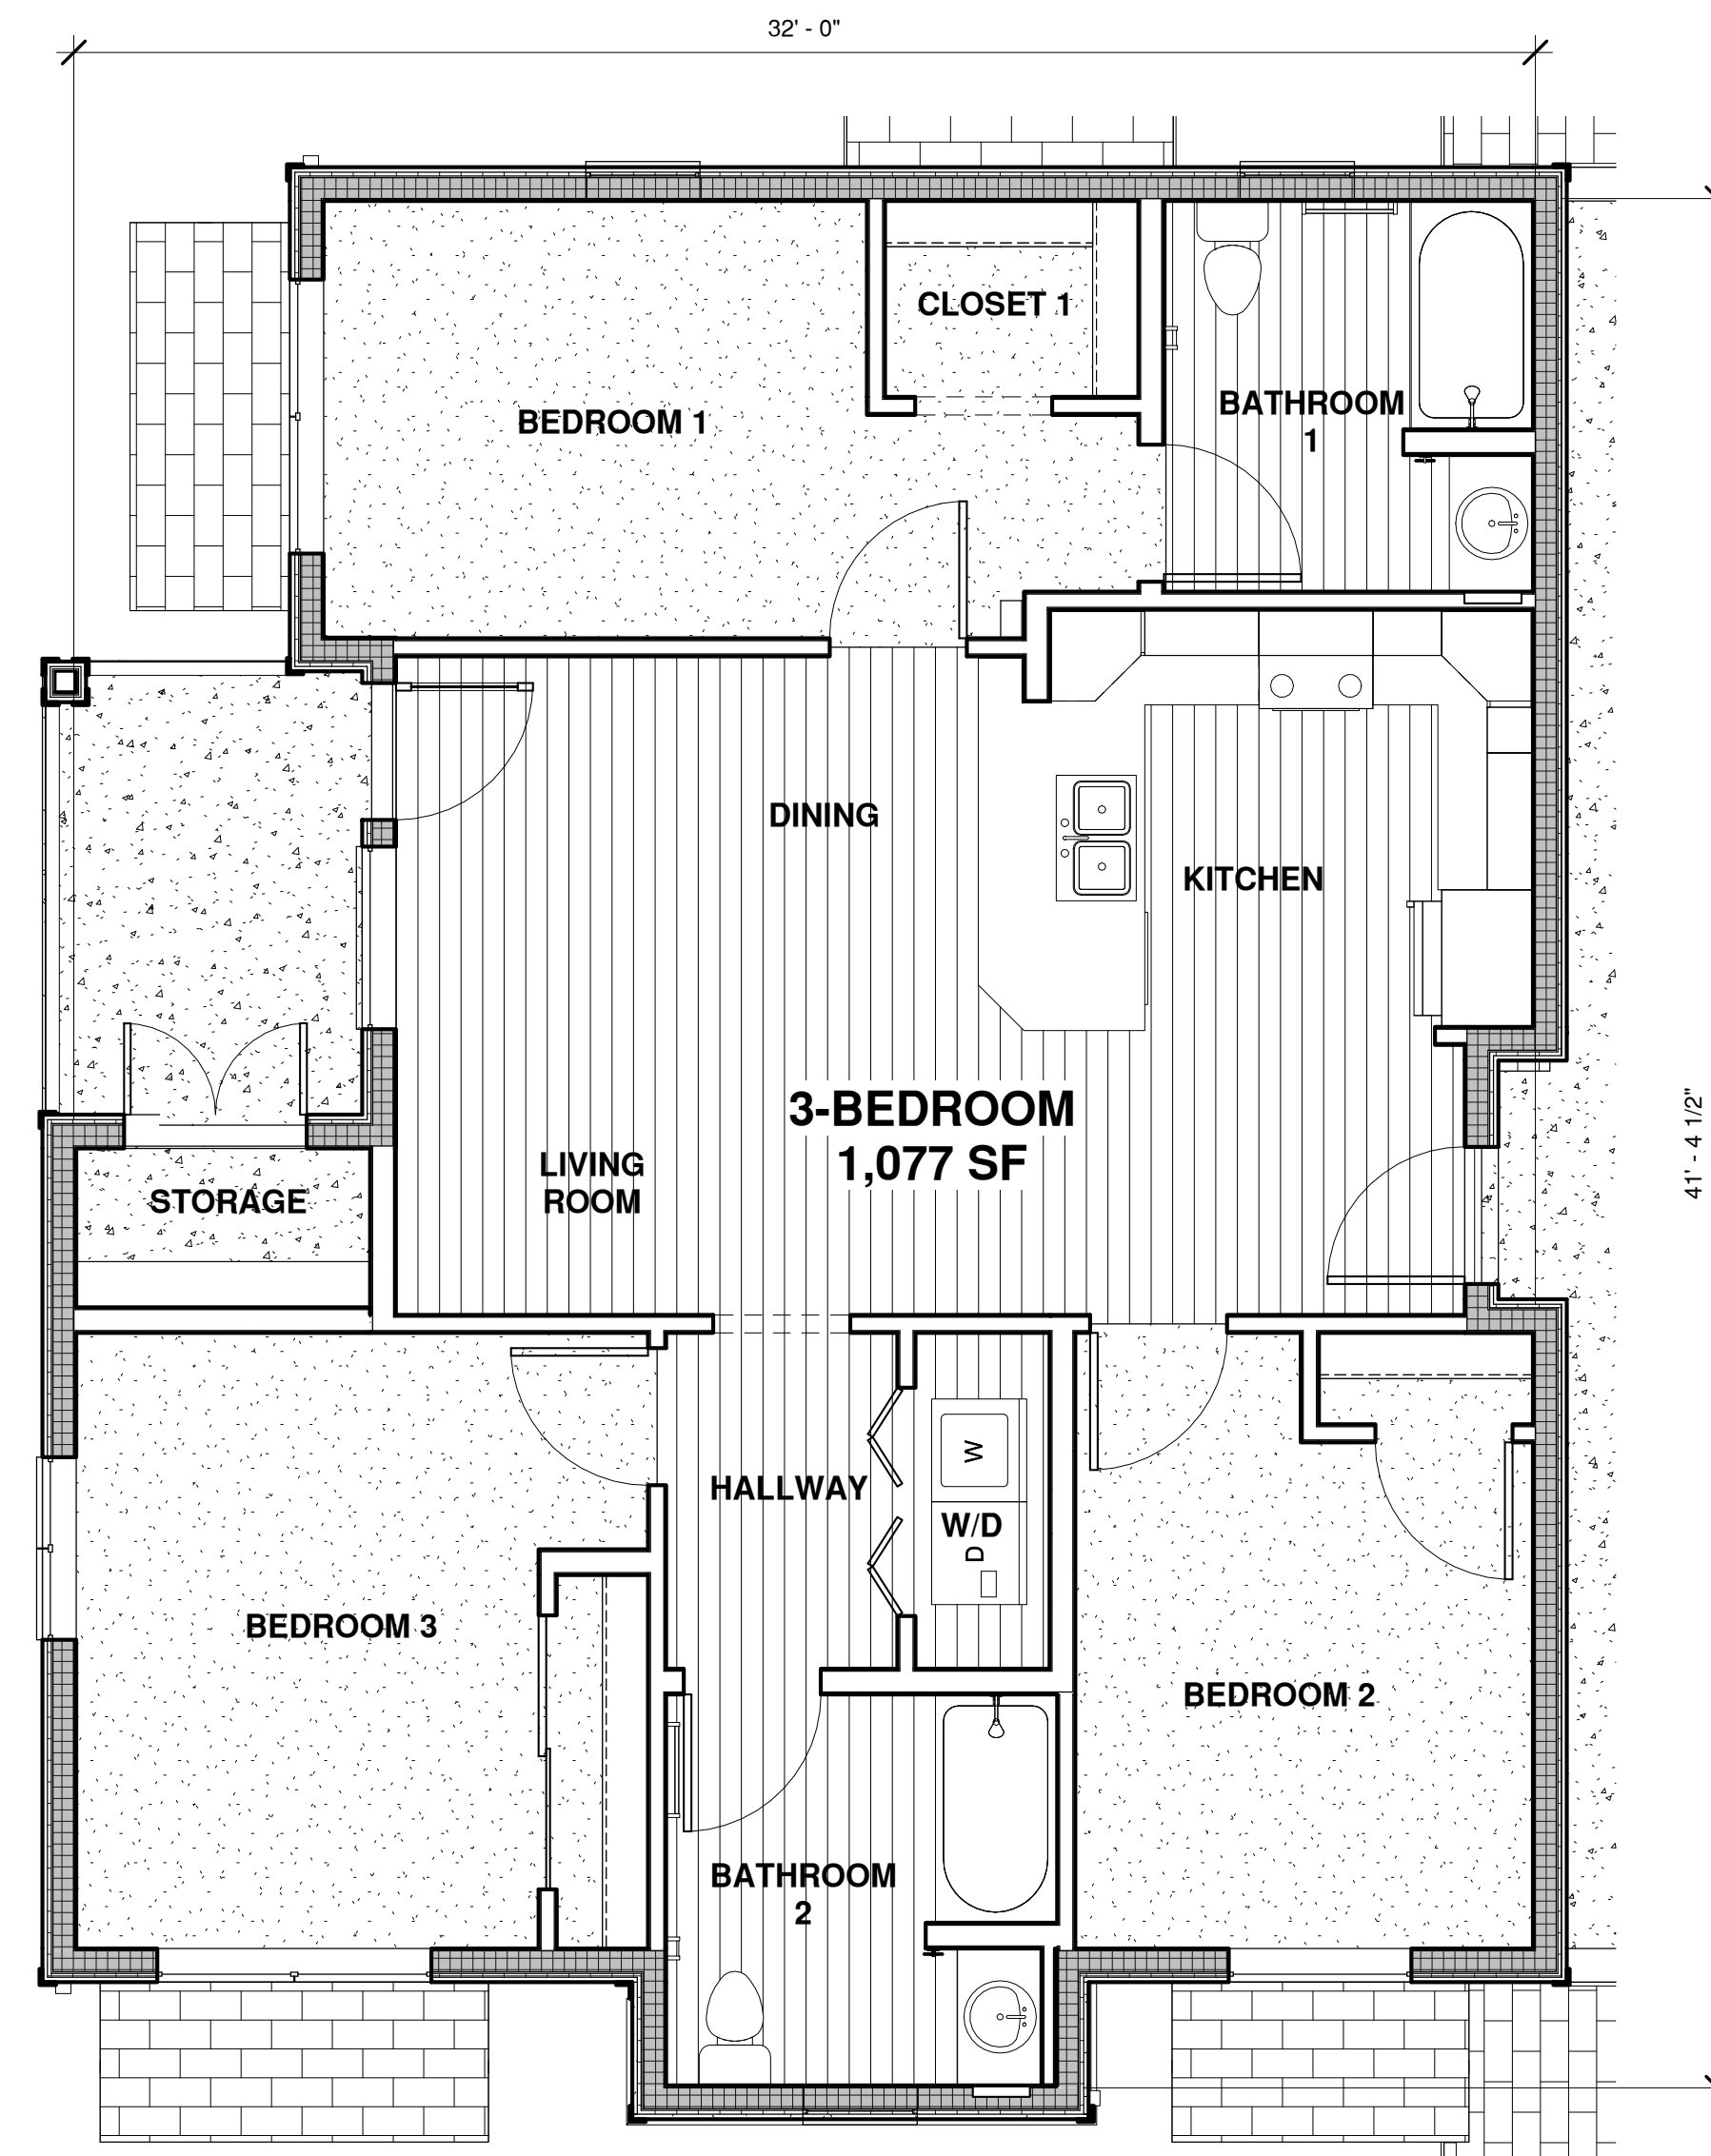 32' - 0"
CLOSET 1
BATHROOM
1
BEDROOM 1
DINING
KITCHEN
3-BEDROOM
1,077 SF
41' - 4 1/2"
LIVING
ROOM
STORAGE
HALLWAY
W
W/D
D
BEDROOM 3
BEDROOM 2
BATHROOM
2